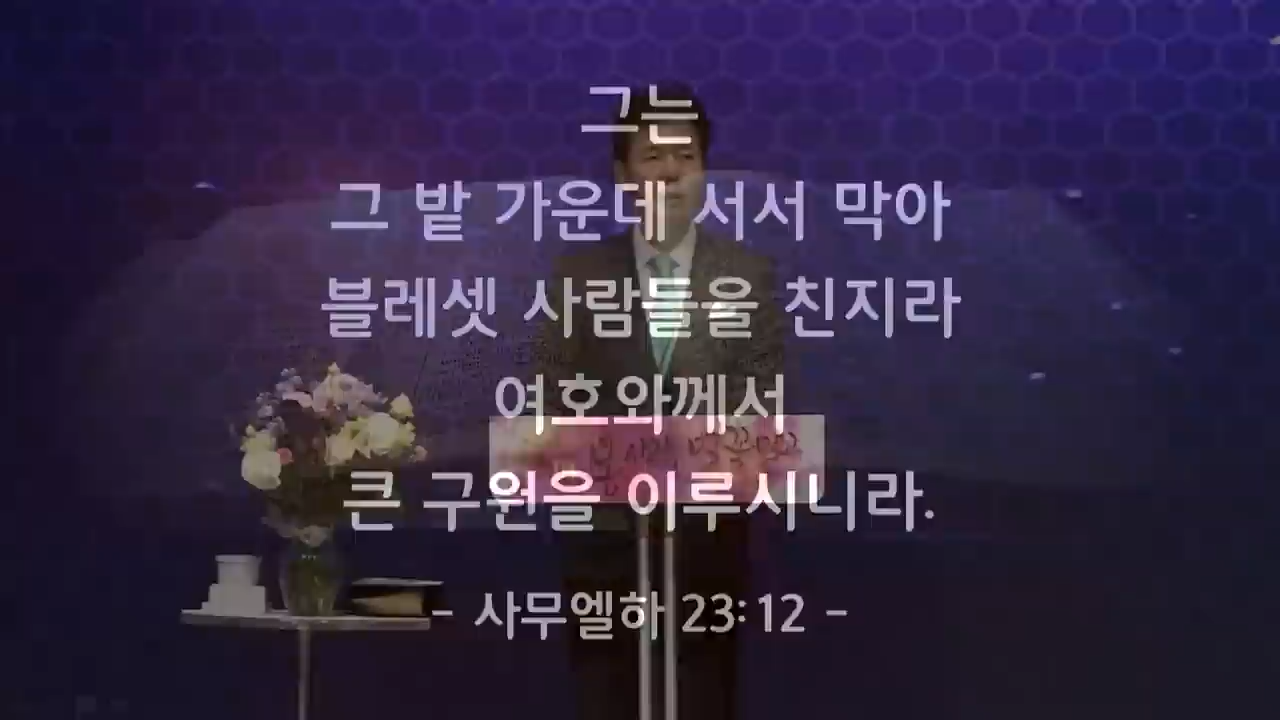 그는
그 밭 가운데 서서 막아
블레셋 사람들을 친지라
여호와께서
큰 구원을 이루시니라.
- 사무엘하 23:12 -